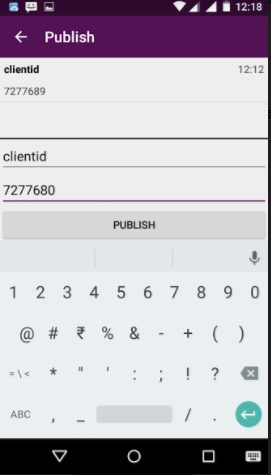 12:18
Publish
clientid 12:12
7277689
clientid
7277680
PUBLISH
1 2 3 4 5 6 7 8 9 0
@ # ₹ % & - + ( )
= \ < * " ' : ; ! ?
ABC , _ / .